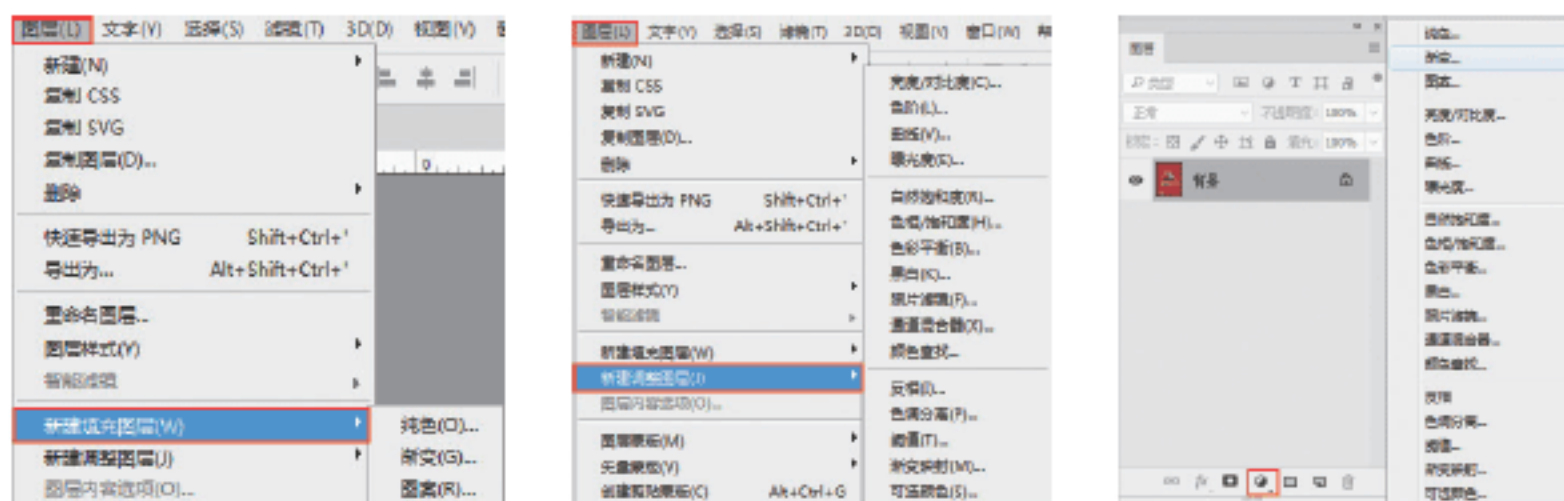 图层(L) 文字(Y) 选择(S) 滤镜(T) 3D(D) 视图(V)
新建(N)
复制 CSS
复制 SVG
复制图层(D)...
删除
快速导出为 PNG Shift+Ctrl+'
导出为... Alt+Shift+Ctrl+'
重命名图层...
图层样式(Y)
智能滤镜
新建填充图层(W)
新建调整图层(J)
图层内容选项(O)...
纯色(O)...
渐变(G)...
图案(R)...
0
图层(L) 文字(Y) 选择(S) 滤镜(T) 3D(D) 视图(V) 窗口(W) 帮
新建(N)
复制 CSS
复制 SVG
复制图层(D)...
删除
快速导出为 PNG Shift+Ctrl+'
导出为... Alt+Shift+Ctrl+'
重命名图层...
图层样式(Y)
智能滤镜
新建填充图层(W)
新建调整图层(J)
图层内容选项(O)...
图层蒙版(M)
矢量蒙版(V)
创建剪贴蒙版(C) Alt+Ctrl+G
亮度/对比度(C)...
色阶(L)...
曲线(V)...
曝光度(E)...
自然饱和度(R)...
色相/饱和度(H)...
色彩平衡(B)...
黑白(K)...
照片滤镜(F)...
通道混合器(X)...
颜色查找...
反相(I)...
色调分离(P)...
阈值(T)...
渐变映射(M)...
可选颜色(S)...
图层
类型
正常 不透明度: 100%
锁定: 填充: 100%
背景
fx
纯色...
渐变...
图案...
亮度/对比度...
色阶...
曲线...
曝光度...
自然饱和度...
色相/饱和度...
色彩平衡...
黑白...
照片滤镜...
通道混合器...
颜色查找...
反相
色调分离...
阈值...
渐变映射...
可选颜色...